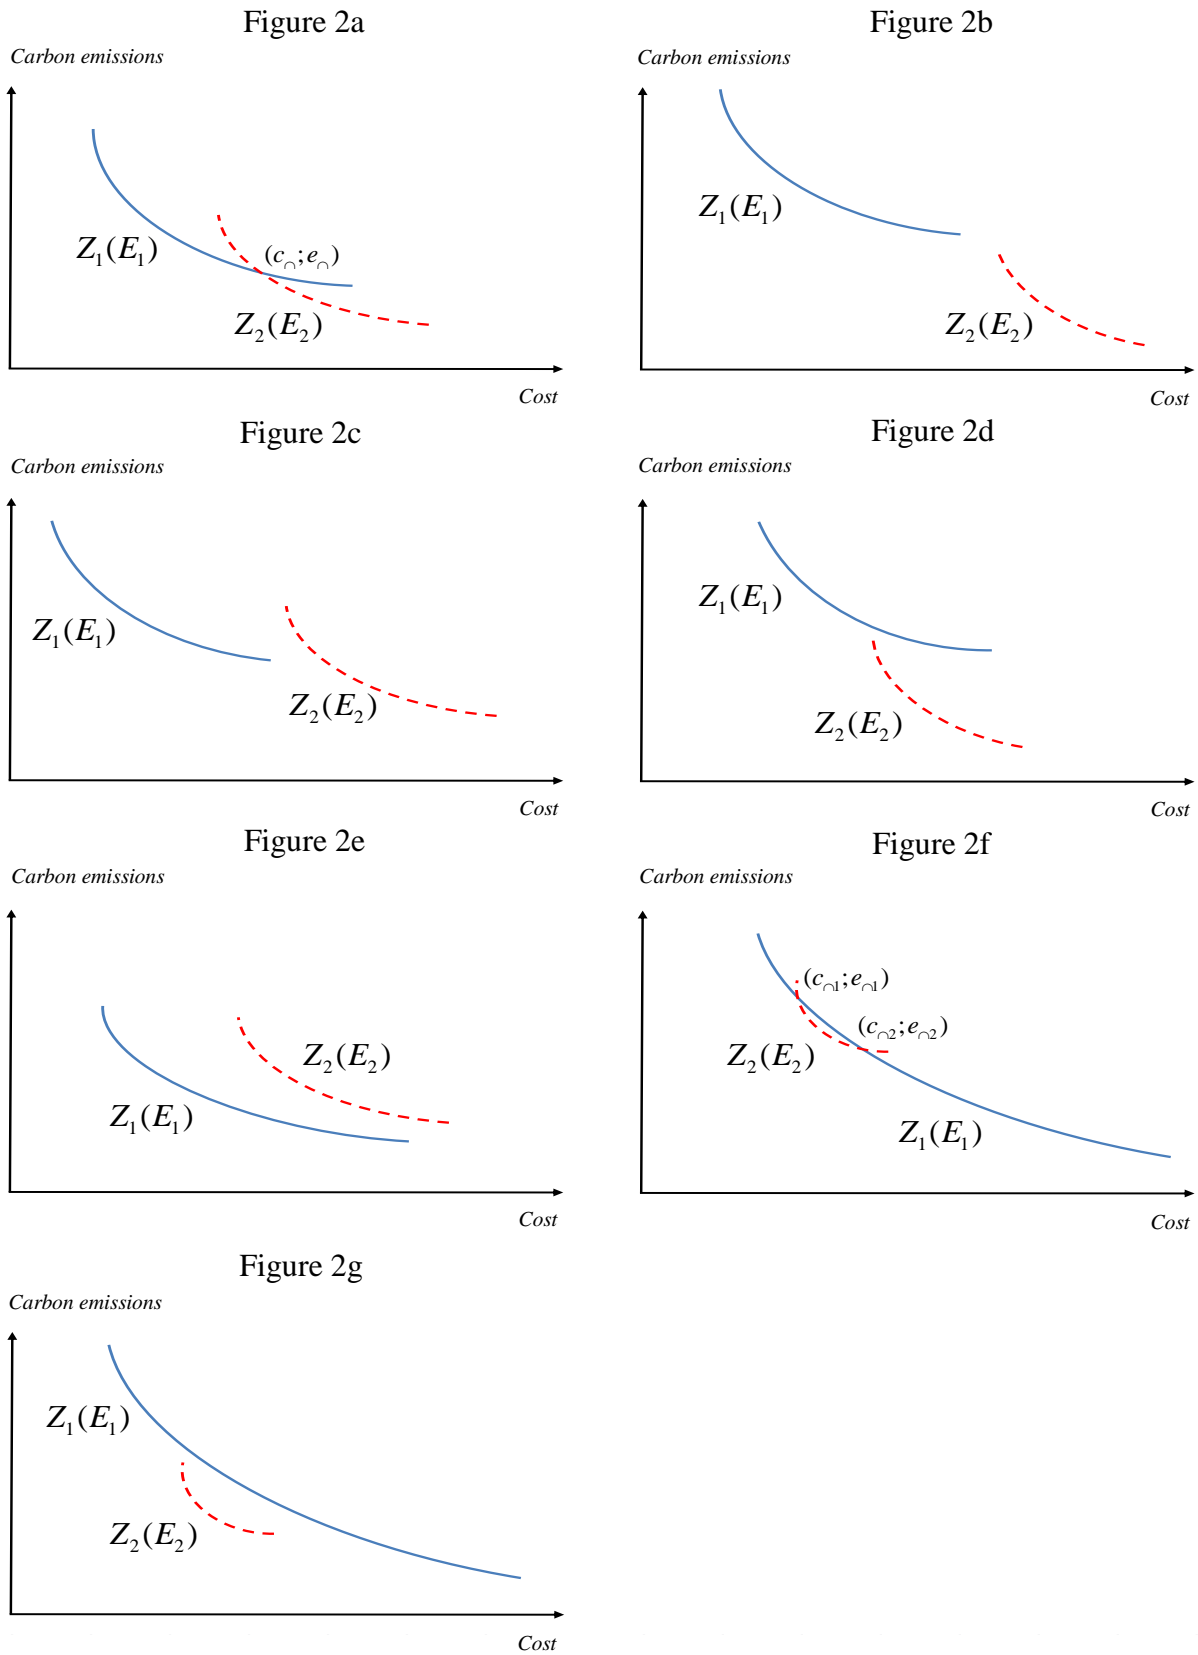 Figure 2a
Carbon emissions
Z₁(E₁)
(c∩;e∩)
Z₂(E₂)
Cost
Figure 2b
Carbon emissions
Z₁(E₁)
Z₂(E₂)
Cost
Figure 2c
Carbon emissions
Z₁(E₁)
Z₂(E₂)
Cost
Figure 2d
Carbon emissions
Z₁(E₁)
Z₂(E₂)
Cost
Figure 2e
Carbon emissions
Z₂(E₂)
Z₁(E₁)
Cost
Figure 2f
Carbon emissions
(c∩1;e∩1)
(c∩2;e∩2)
Z₂(E₂)
Z₁(E₁)
Cost
Figure 2g
Carbon emissions
Z₁(E₁)
Z₂(E₂)
Cost